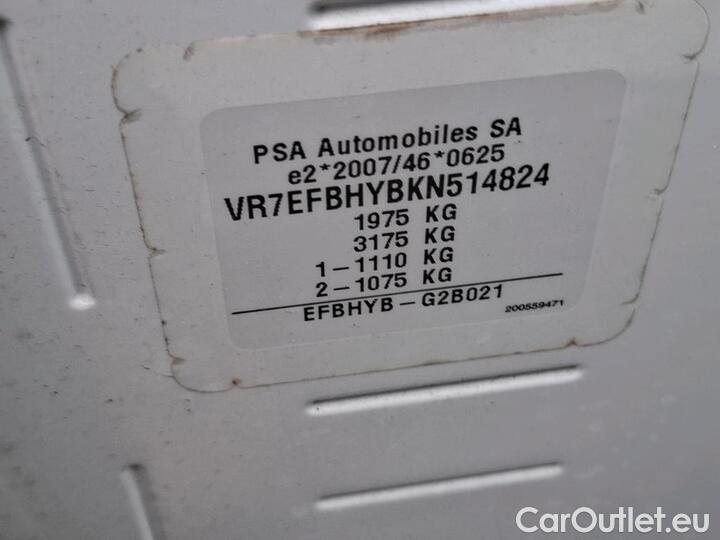 PSA Automobiles SA
e2*2007/46*0625
VR7EFBHYBKN514824
1975 KG
3175 KG
1-1110 KG
2-1075 KG
EFBHYB-G2B021
200559471
CarOutlet.eu